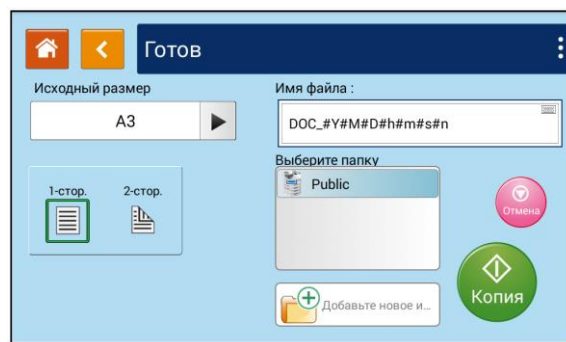 Готов
Исходный размер
A3
Имя файла :
DOC_#Y#M#D#h#m#s#n
Выберите папку
Public
1-стор.
2-стор.
Отмена
Копия
Добавьте новое и...